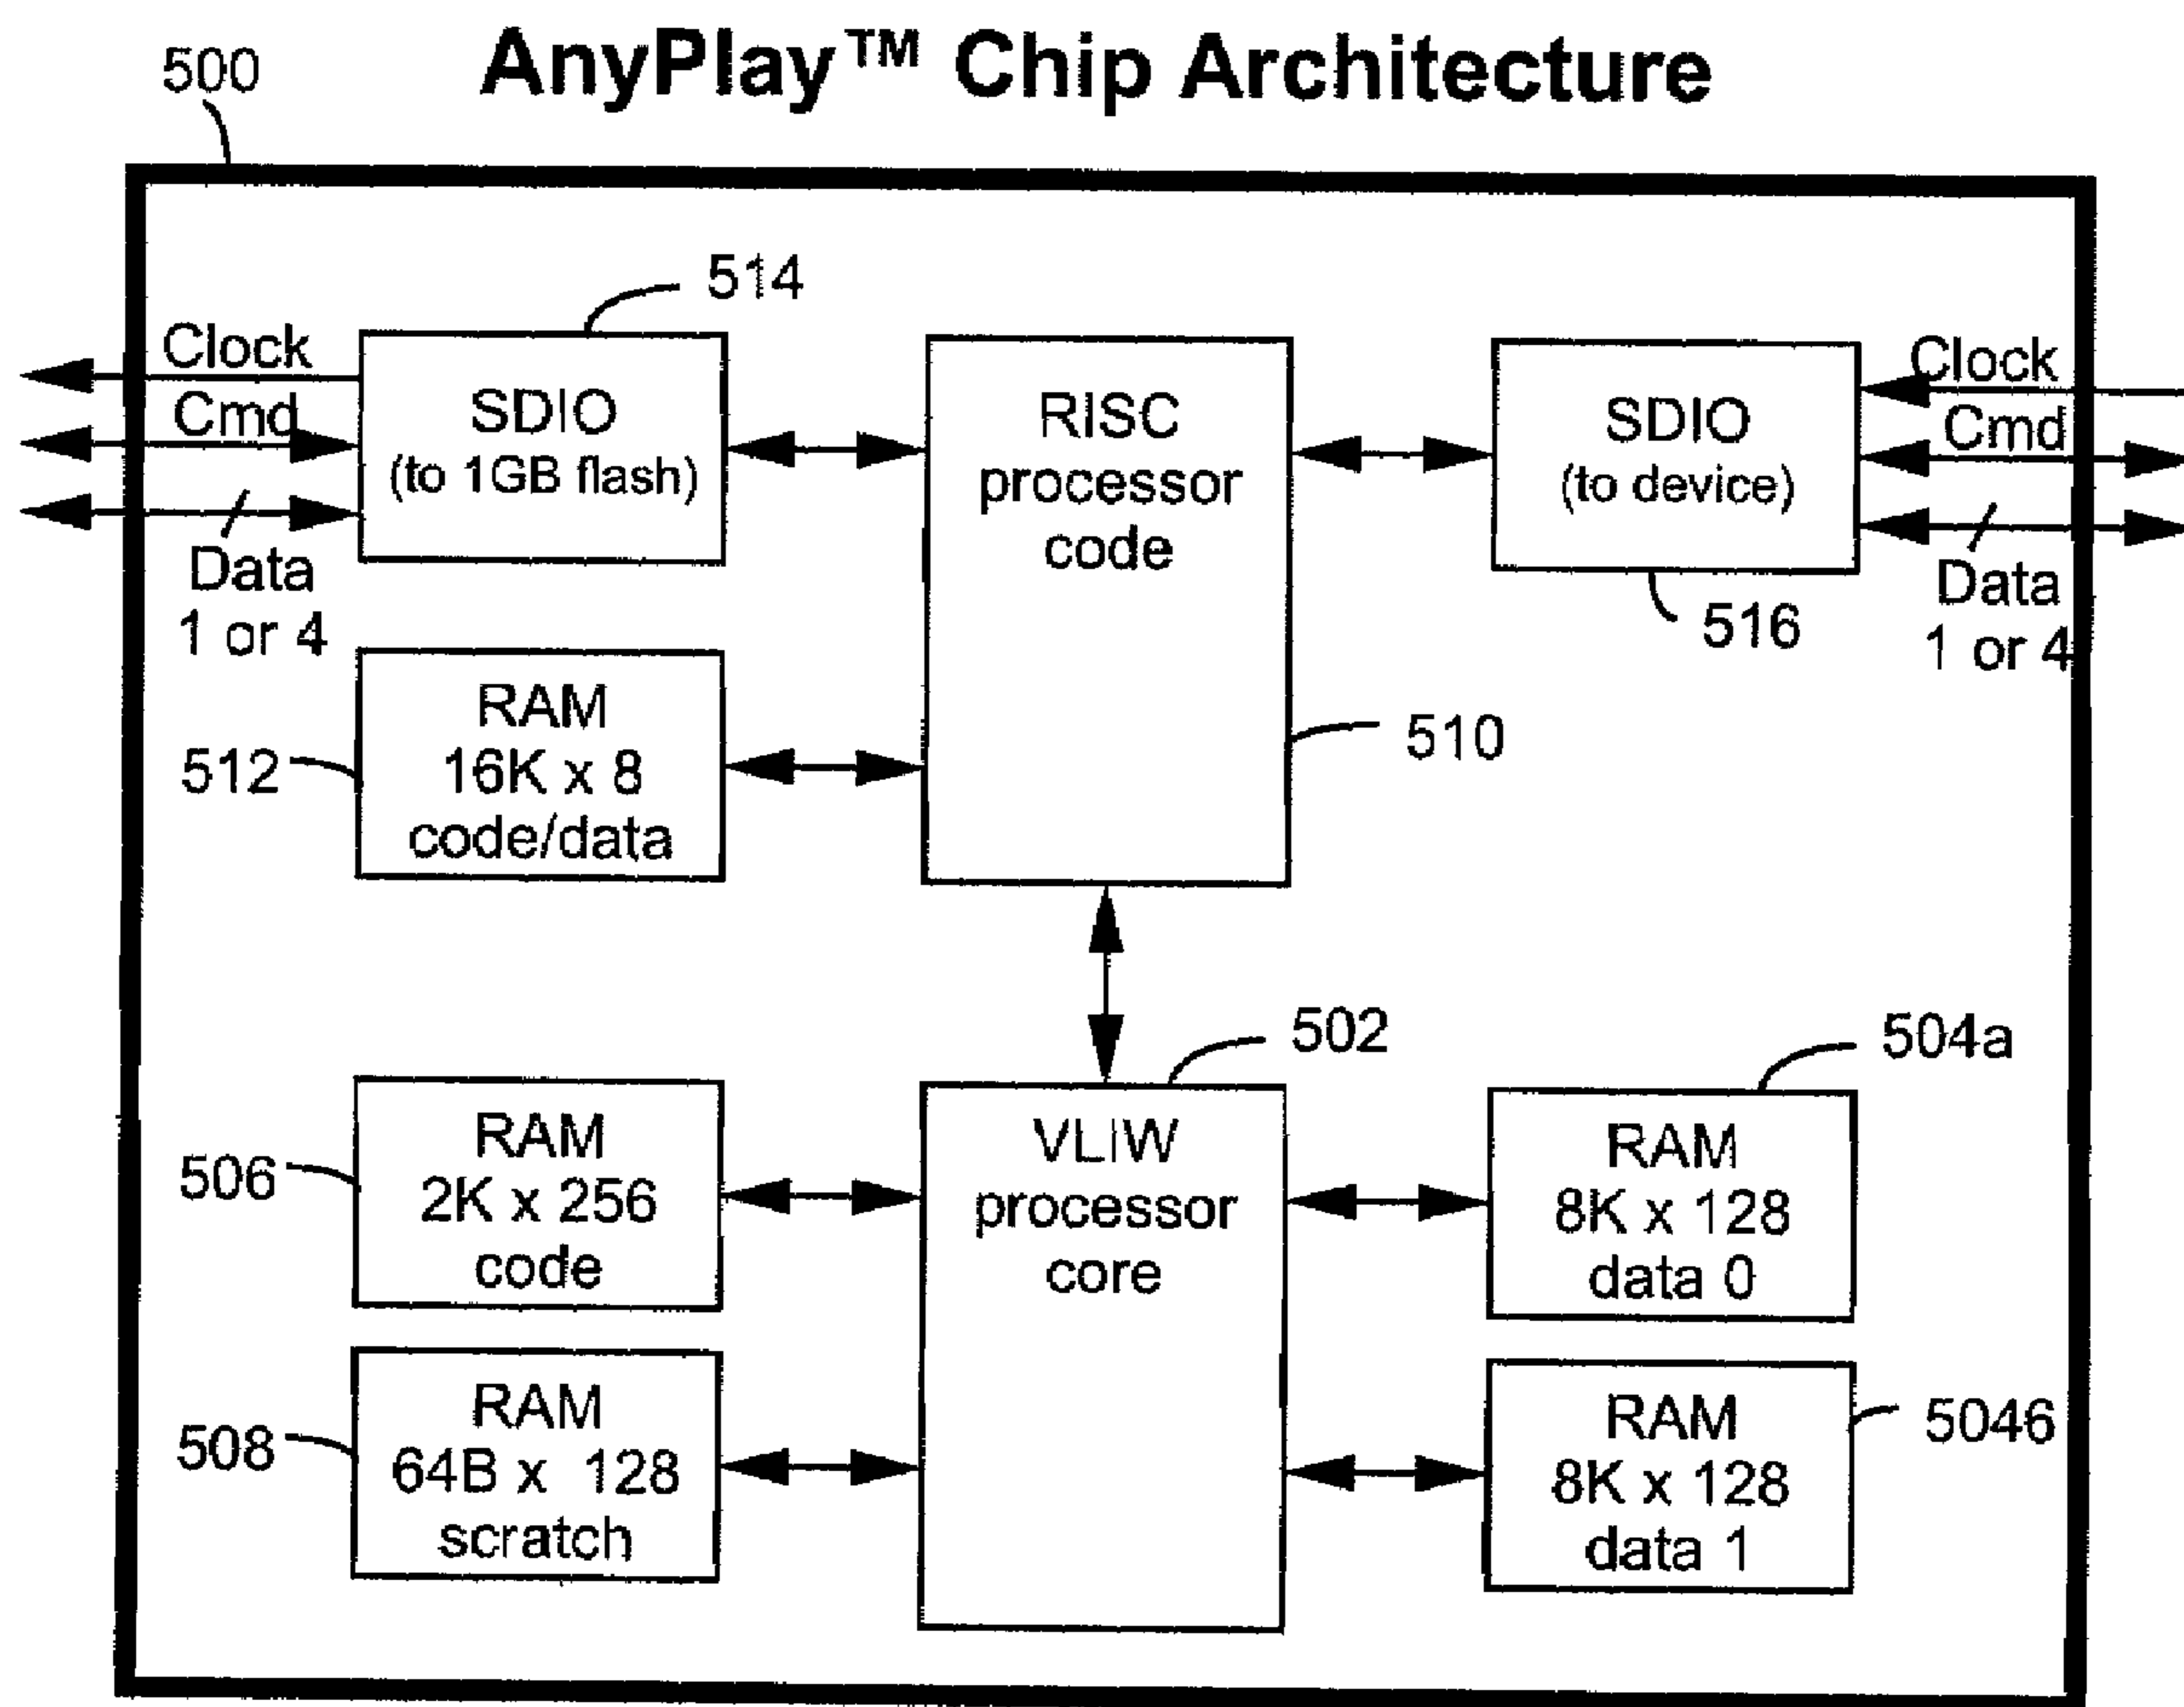 AnyPlay™ Chip Architecture
500
514
Clock
Cmd
Data
1 or 4
SDIO
(to 1GB flash)
RISC
processor
code
SDIO
(to device)
Clock
Cmd
Data
1 or 4
516
510
512
RAM
16K x 8
code/data
502
504a
506
RAM
2K x 256
code
VLIW
processor
core
RAM
8K x 128
data 0
508
RAM
64B x 128
scratch
RAM
8K x 128
data 1
5046